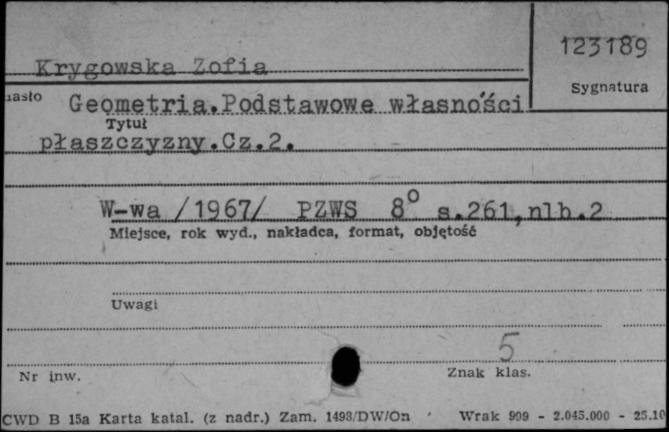 123189
Krygowska Zofia
Sygnatura
hasło Geometria.Podstawowe własności
Tytuł
płaszczyzny.Cz.2.
W-wa /1967/ PZWS 8° s.261,nlb.2
Miejsce, rok wyd., nakładca, format, objętość
Uwagi
5
Nr inw.
Znak klas.
CWD B 15a Karta katal. (z nadr.) Zam. 1498/DW/On Wrak 909 - 2.045.000 - 25.10